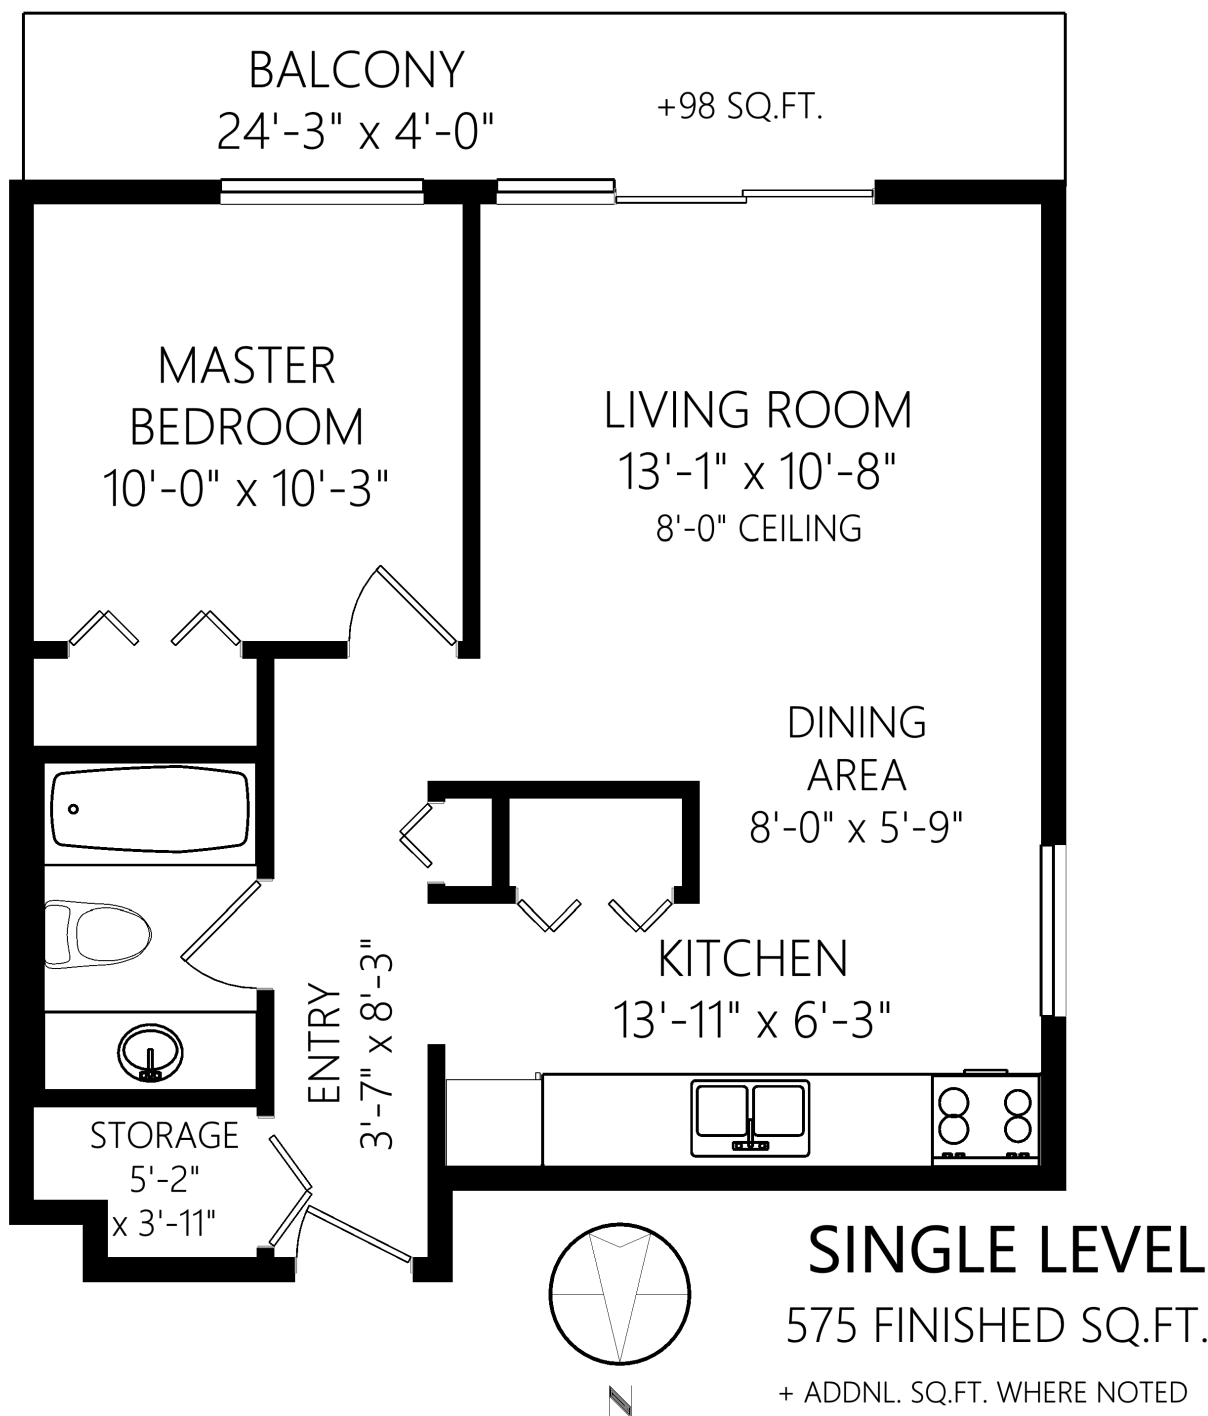 BALCONY
24'-3" x 4'-0"
+98 SQ.FT.
MASTER
BEDROOM
10'-0" x 10'-3"
LIVING ROOM
13'-1" x 10'-8"
8'-0" CEILING
DINING
AREA
8'-0" x 5'-9"
KITCHEN
13'-11" x 6'-3"
ENTRY
3'-7" x 8'-3"
STORAGE
5'-2"
x 3'-11"
SINGLE LEVEL
575 FINISHED SQ.FT.
+ ADDNL. SQ.FT. WHERE NOTED
N